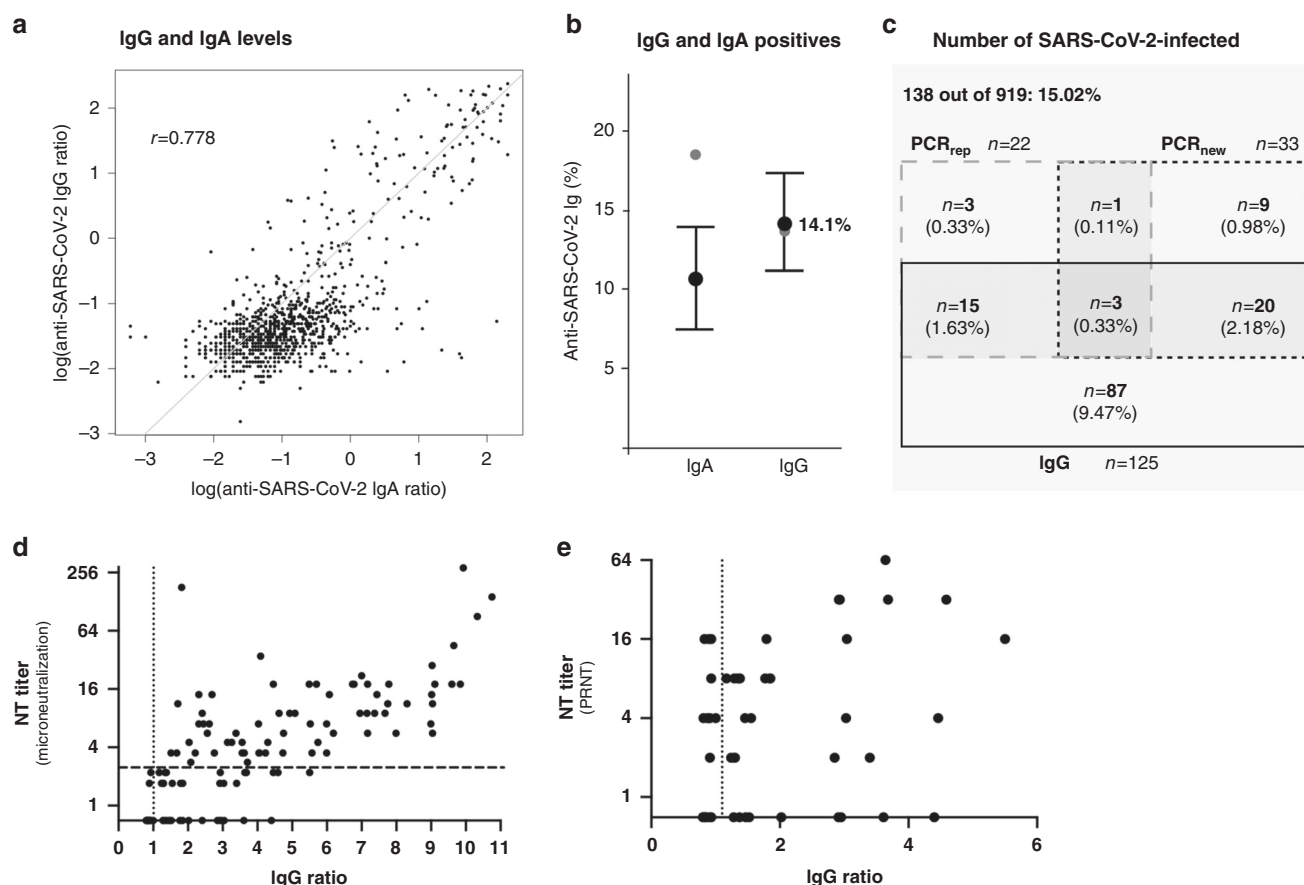 a
IgG and IgA levels
r=0.778
log(anti-SARS-CoV-2 IgG ratio)
2
1
0
–1
–2
–3
–3
–2
–1
0
1
2
log(anti-SARS-CoV-2 IgA ratio)
b
IgG and IgA positives
Anti-SARS-CoV-2 Ig (%)
20
15
10
5
14.1%
IgA
IgG
c
Number of SARS-CoV-2-infected
138 out of 919: 15.02%
PCRrep n=22
PCRnew n=33
n=3
(0.33%)
n=1
(0.11%)
n=9
(0.98%)
n=15
(1.63%)
n=3
(0.33%)
n=20
(2.18%)
n=87
(9.47%)
IgG n=125
d
NT titer
(microneutralization)
256
64
16
4
1
0 1 2 3 4 5 6 7 8 9 10 11
IgG ratio
e
NT titer
(PRNT)
64
16
4
1
0 2 4 6
IgG ratio